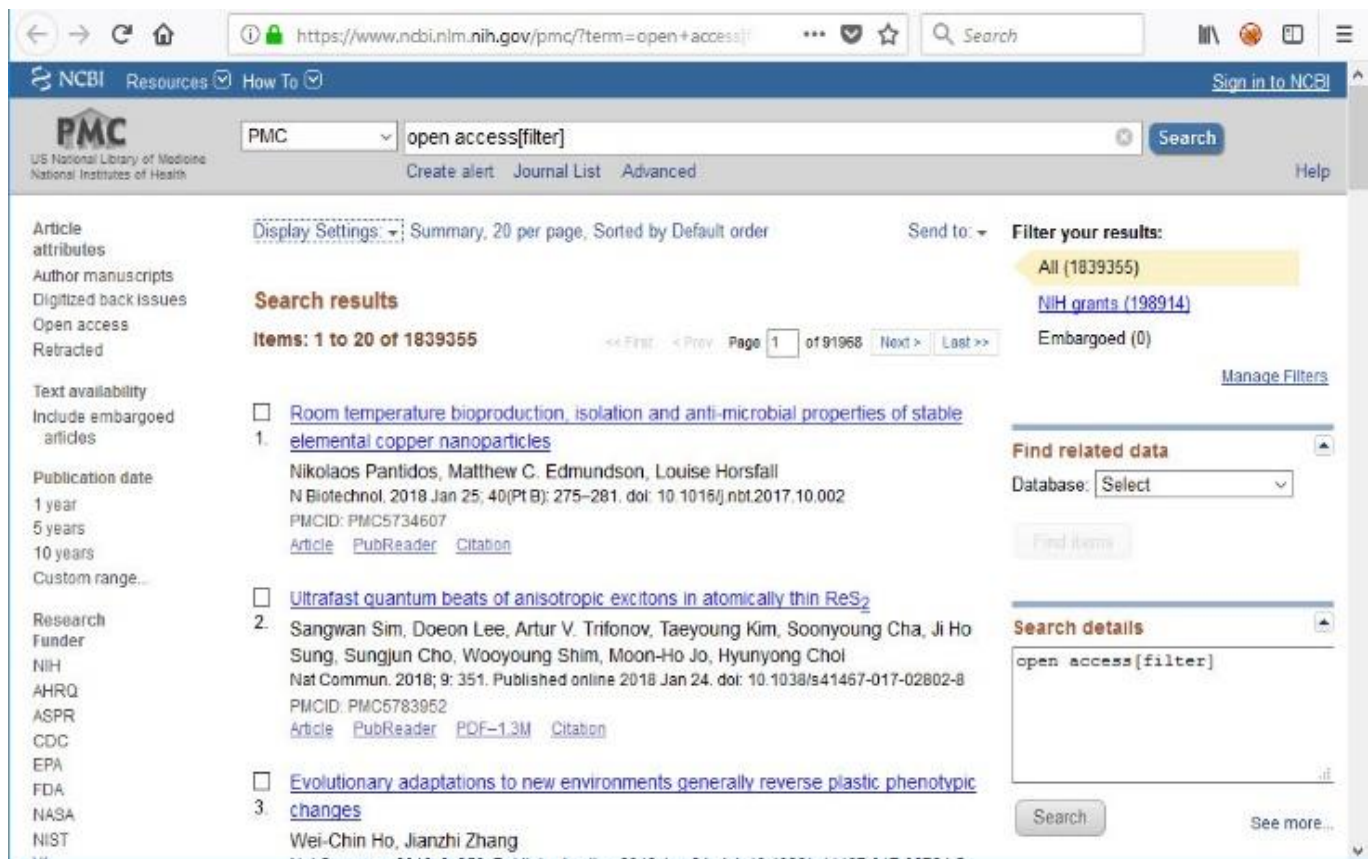 https://www.ncbi.nlm.nih.gov/pmc/?term=open+access[f
Search
NCBI Resources How To
Sign in to NCBI
PMC
US National Library of Medicine
National Institutes of Health
PMC
open access[filter]
Search
Create alert Journal List Advanced
Help
Article
attributes
Author manuscripts
Digitized back issues
Open access
Retracted
Text availability
Include embargoed
articles
Publication date
1 year
5 years
10 years
Custom range...
Research
Funder
NIH
AHRQ
ASPR
CDC
EPA
FDA
NASA
NIST
Display Settings: Summary, 20 per page, Sorted by Default order
Send to:
Search results
Items: 1 to 20 of 1839355
<< First < Prev Page 1 of 91968 Next > Last >>
1. Room temperature bioproduction, isolation and anti-microbial properties of stable
elemental copper nanoparticles
Nikolaos Pantidos, Matthew C. Edmundson, Louise Horsfall
N Biotechnol. 2018 Jan 25; 40(Pt B): 275–281. doi: 10.1016/j.nbt.2017.10.002
PMCID: PMC5734607
Article PubReader Citation
2. Ultrafast quantum beats of anisotropic excitons in atomically thin ReS2
Sangwan Sim, Doeon Lee, Artur V. Trifonov, Taeyoung Kim, Soonyoung Cha, Ji Ho
Sung, Sungjun Cho, Wooyoung Shim, Moon-Ho Jo, Hyunyong Choi
Nat Commun. 2018; 9: 351. Published online 2018 Jan 24. doi: 10.1038/s41467-017-02802-8
PMCID: PMC5783952
Article PubReader PDF–1.3M Citation
3. Evolutionary adaptations to new environments generally reverse plastic phenotypic
changes
Wei-Chin Ho, Jianzhi Zhang
Filter your results:
All (1839355)
NIH grants (198914)
Embargoed (0)
Manage Filters
Find related data
Database: Select
Find items
Search details
open access[filter]
Search
See more...